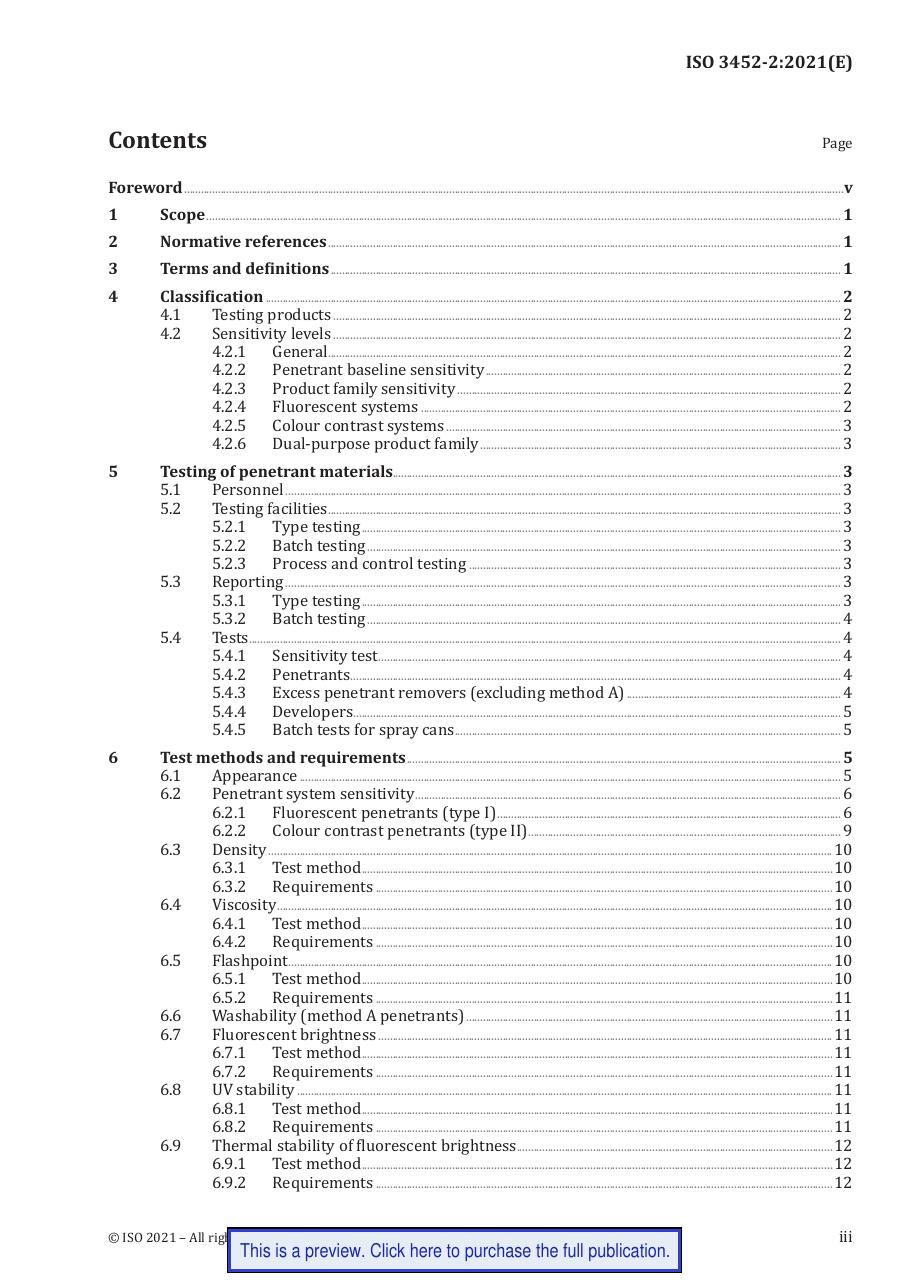 ISO 3452-2:2021(E)
Contents Page
Foreword v
1 Scope 1
2 Normative references 1
3 Terms and definitions 1
4 Classification 2
4.1 Testing products 2
4.2 Sensitivity levels 2
4.2.1 General 2
4.2.2 Penetrant baseline sensitivity 2
4.2.3 Product family sensitivity 2
4.2.4 Fluorescent systems 2
4.2.5 Colour contrast systems 3
4.2.6 Dual-purpose product family 3
5 Testing of penetrant materials 3
5.1 Personnel 3
5.2 Testing facilities 3
5.2.1 Type testing 3
5.2.2 Batch testing 3
5.2.3 Process and control testing 3
5.3 Reporting 3
5.3.1 Type testing 3
5.3.2 Batch testing 4
5.4 Tests 4
5.4.1 Sensitivity test 4
5.4.2 Penetrants 4
5.4.3 Excess penetrant removers (excluding method A) 4
5.4.4 Developers 5
5.4.5 Batch tests for spray cans 5
6 Test methods and requirements 5
6.1 Appearance 5
6.2 Penetrant system sensitivity 6
6.2.1 Fluorescent penetrants (type I) 6
6.2.2 Colour contrast penetrants (type II) 9
6.3 Density 10
6.3.1 Test method 10
6.3.2 Requirements 10
6.4 Viscosity 10
6.4.1 Test method 10
6.4.2 Requirements 10
6.5 Flashpoint 10
6.5.1 Test method 10
6.5.2 Requirements 11
6.6 Washability (method A penetrants) 11
6.7 Fluorescent brightness 11
6.7.1 Test method 11
6.7.2 Requirements 11
6.8 UV stability 11
6.8.1 Test method 11
6.8.2 Requirements 11
6.9 Thermal stability of fluorescent brightness 12
6.9.1 Test method 12
6.9.2 Requirements 12
© ISO 2021 – All iii
This is a preview. Click here to purchase the full publication.